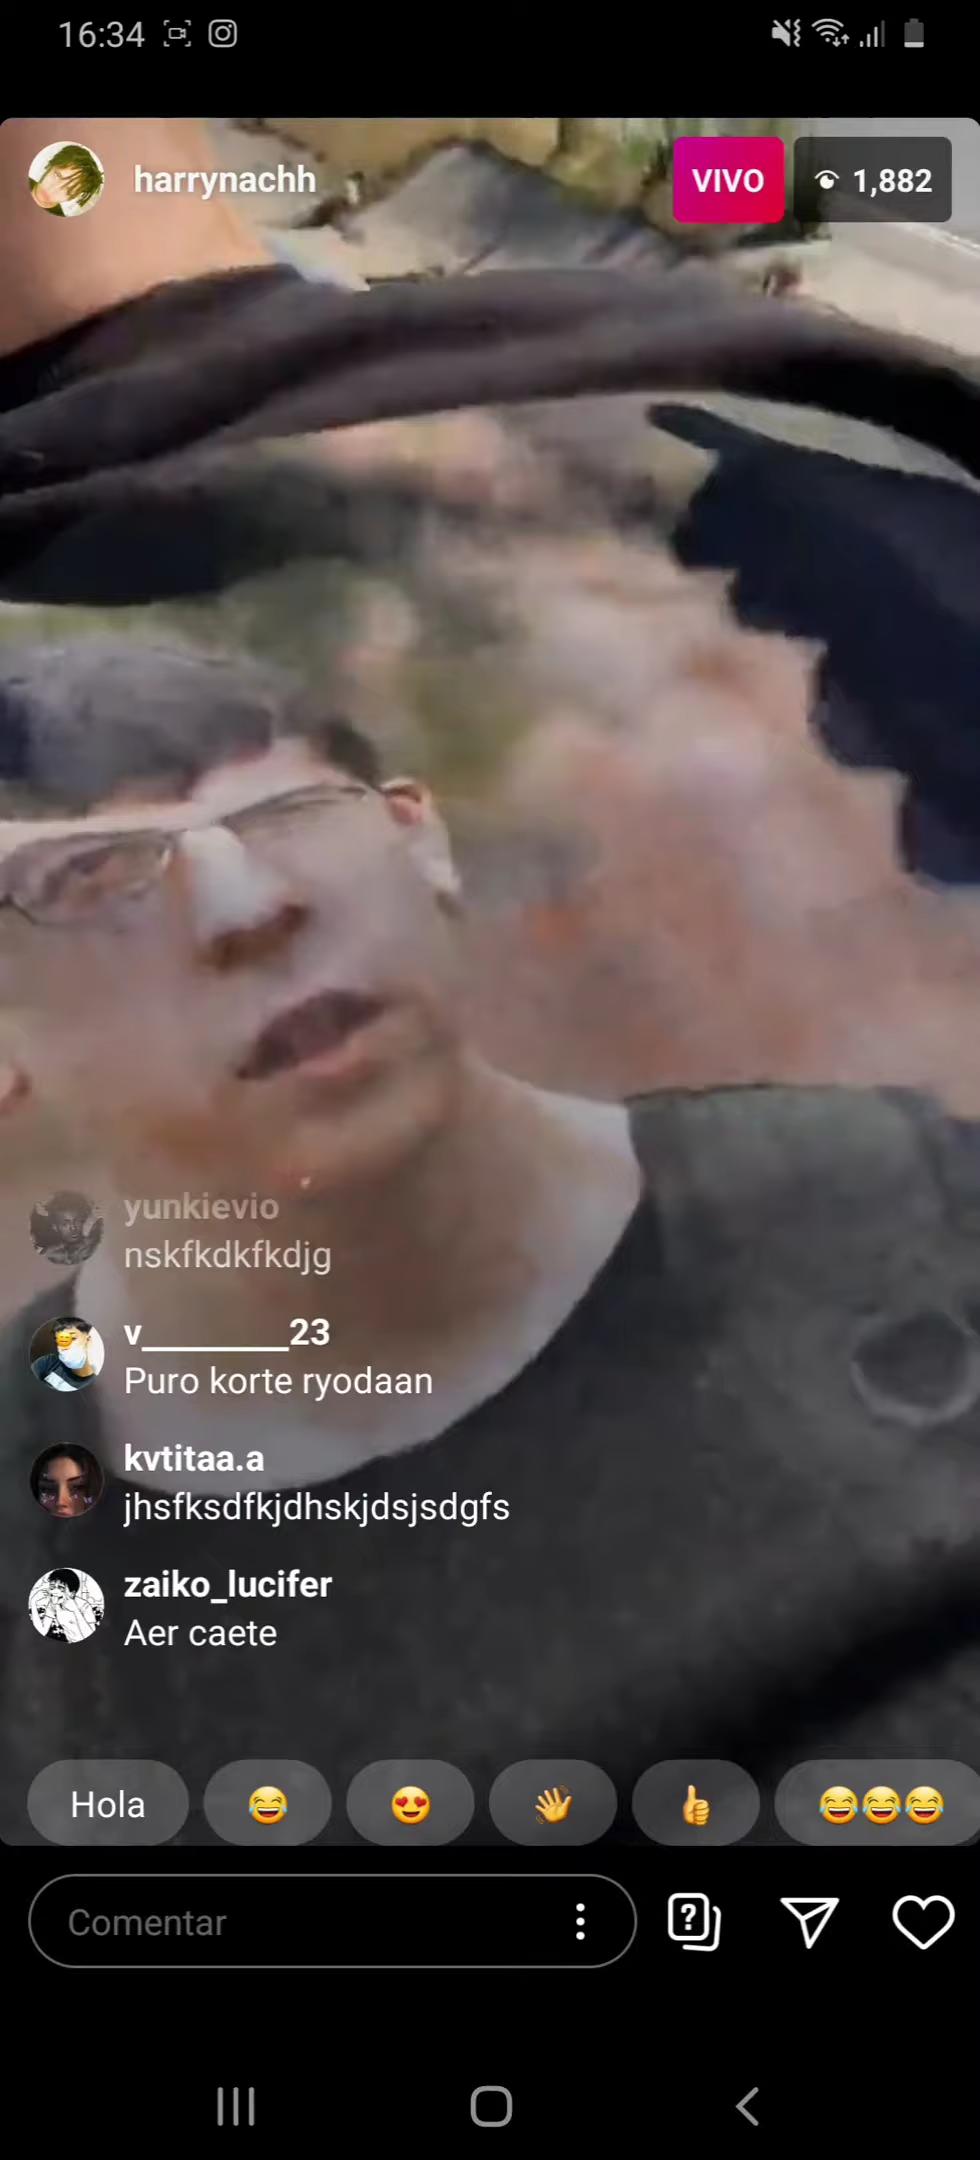 16:34
harrynachh
VIVO
1,882
yunkievio
nskfkdkfkdjg
v________23
Puro korte ryodaan
kvtitaa.a
jhsfksdfkjdhskjdsjsdgfs
zaiko_lucifer
Aer caete
Hola
Comentar